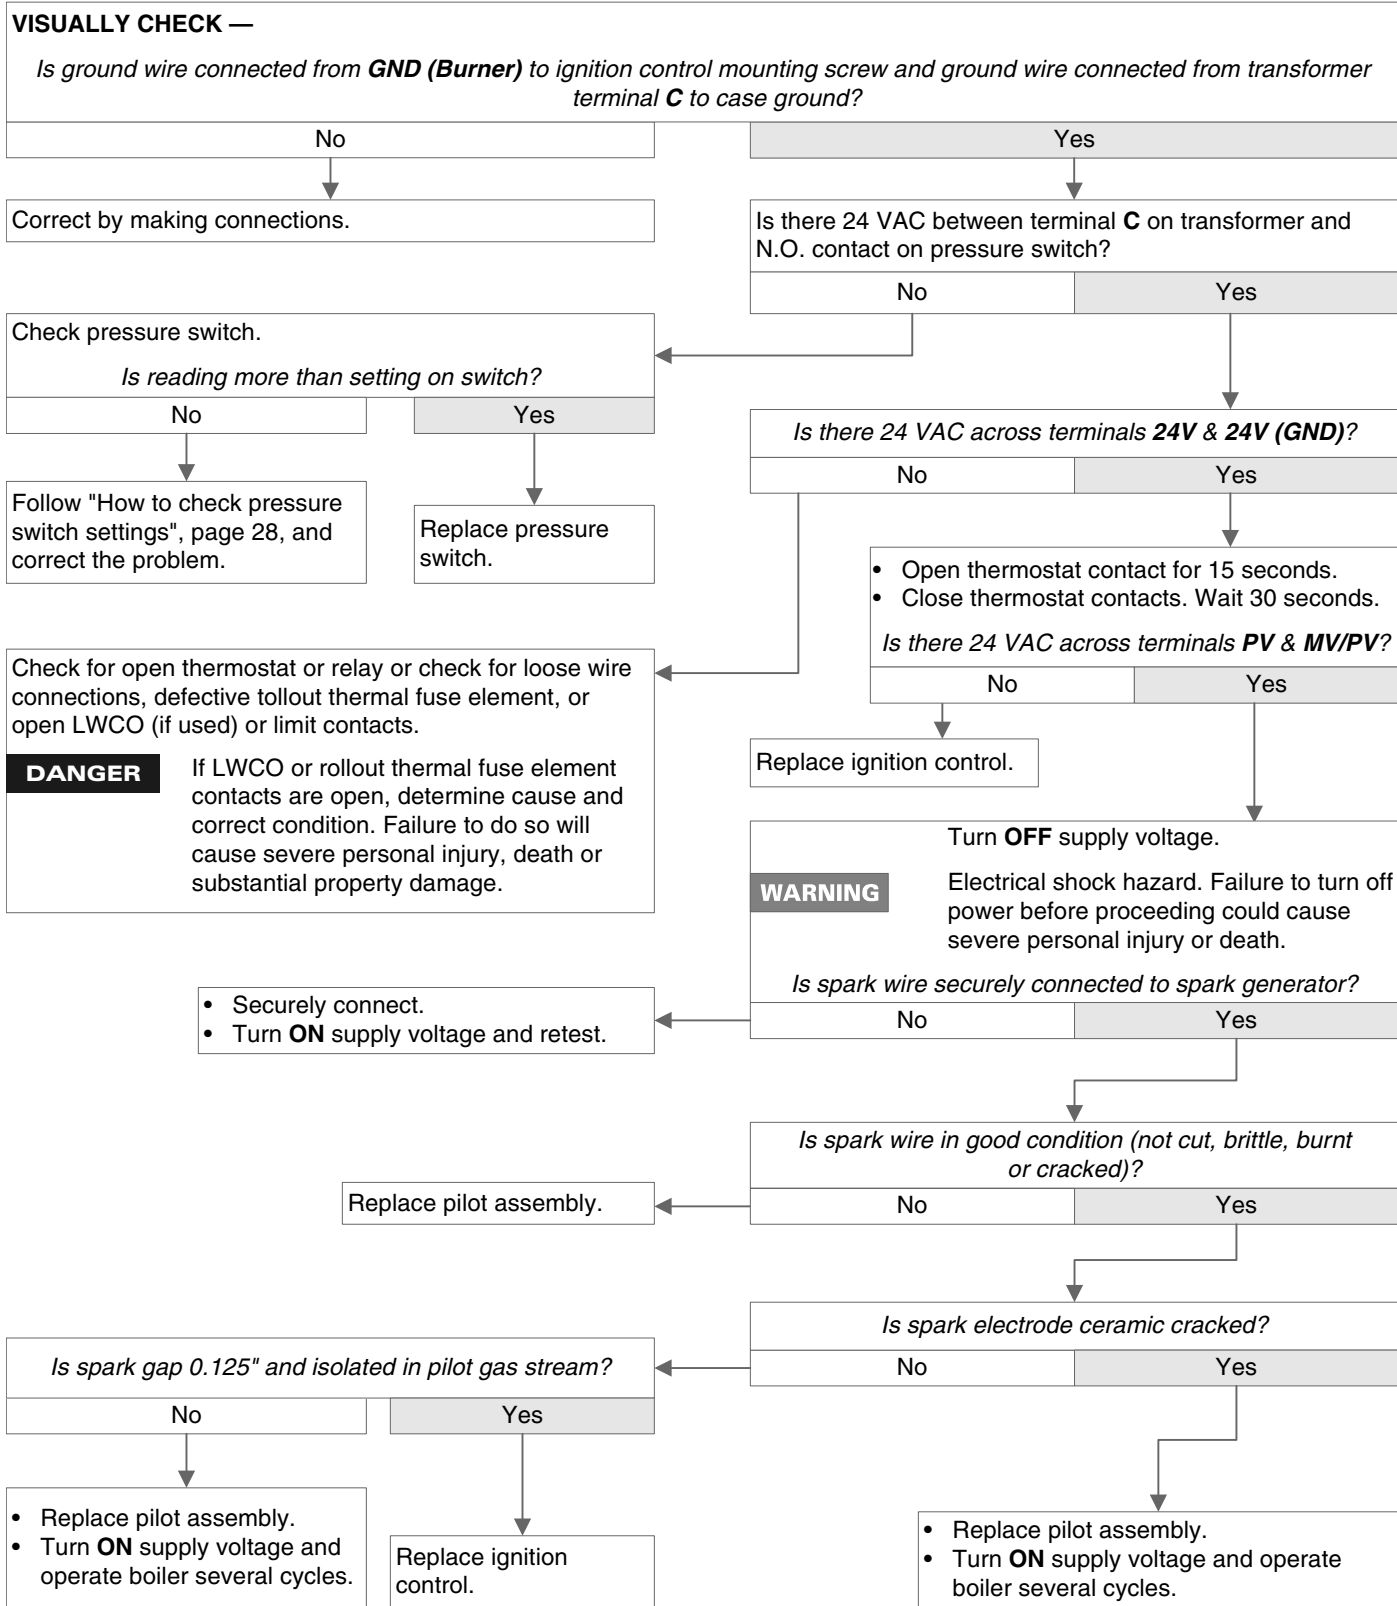 VISUALLY CHECK —
Is ground wire connected from GND (Burner) to ignition control mounting screw and ground wire connected from transformer
terminal C to case ground?
No
Yes
Correct by making connections.
Is there 24 VAC between terminal C on transformer and
N.O. contact on pressure switch?
No
Yes
Check pressure switch.
Is reading more than setting on switch?
No
Yes
Follow "How to check pressure
switch settings", page 28, and
correct the problem.
Replace pressure
switch.
Is there 24 VAC across terminals 24V & 24V (GND)?
No
Yes
• Open thermostat contact for 15 seconds.
• Close thermostat contacts. Wait 30 seconds.
Is there 24 VAC across terminals PV & MV/PV?
No
Yes
Check for open thermostat or relay or check for loose wire
connections, defective tollout thermal fuse element, or
open LWCO (if used) or limit contacts.
DANGER
If LWCO or rollout thermal fuse element
contacts are open, determine cause and
correct condition. Failure to do so will
cause severe personal injury, death or
substantial property damage.
Replace ignition control.
Turn OFF supply voltage.
WARNING
Electrical shock hazard. Failure to turn off
power before proceeding could cause
severe personal injury or death.
Is spark wire securely connected to spark generator?
No
Yes
• Securely connect.
• Turn ON supply voltage and retest.
Is spark wire in good condition (not cut, brittle, burnt
or cracked)?
No
Yes
Replace pilot assembly.
Is spark electrode ceramic cracked?
No
Yes
Is spark gap 0.125" and isolated in pilot gas stream?
No
Yes
• Replace pilot assembly.
• Turn ON supply voltage and
operate boiler several cycles.
Replace ignition
control.
• Replace pilot assembly.
• Turn ON supply voltage and operate
boiler several cycles.